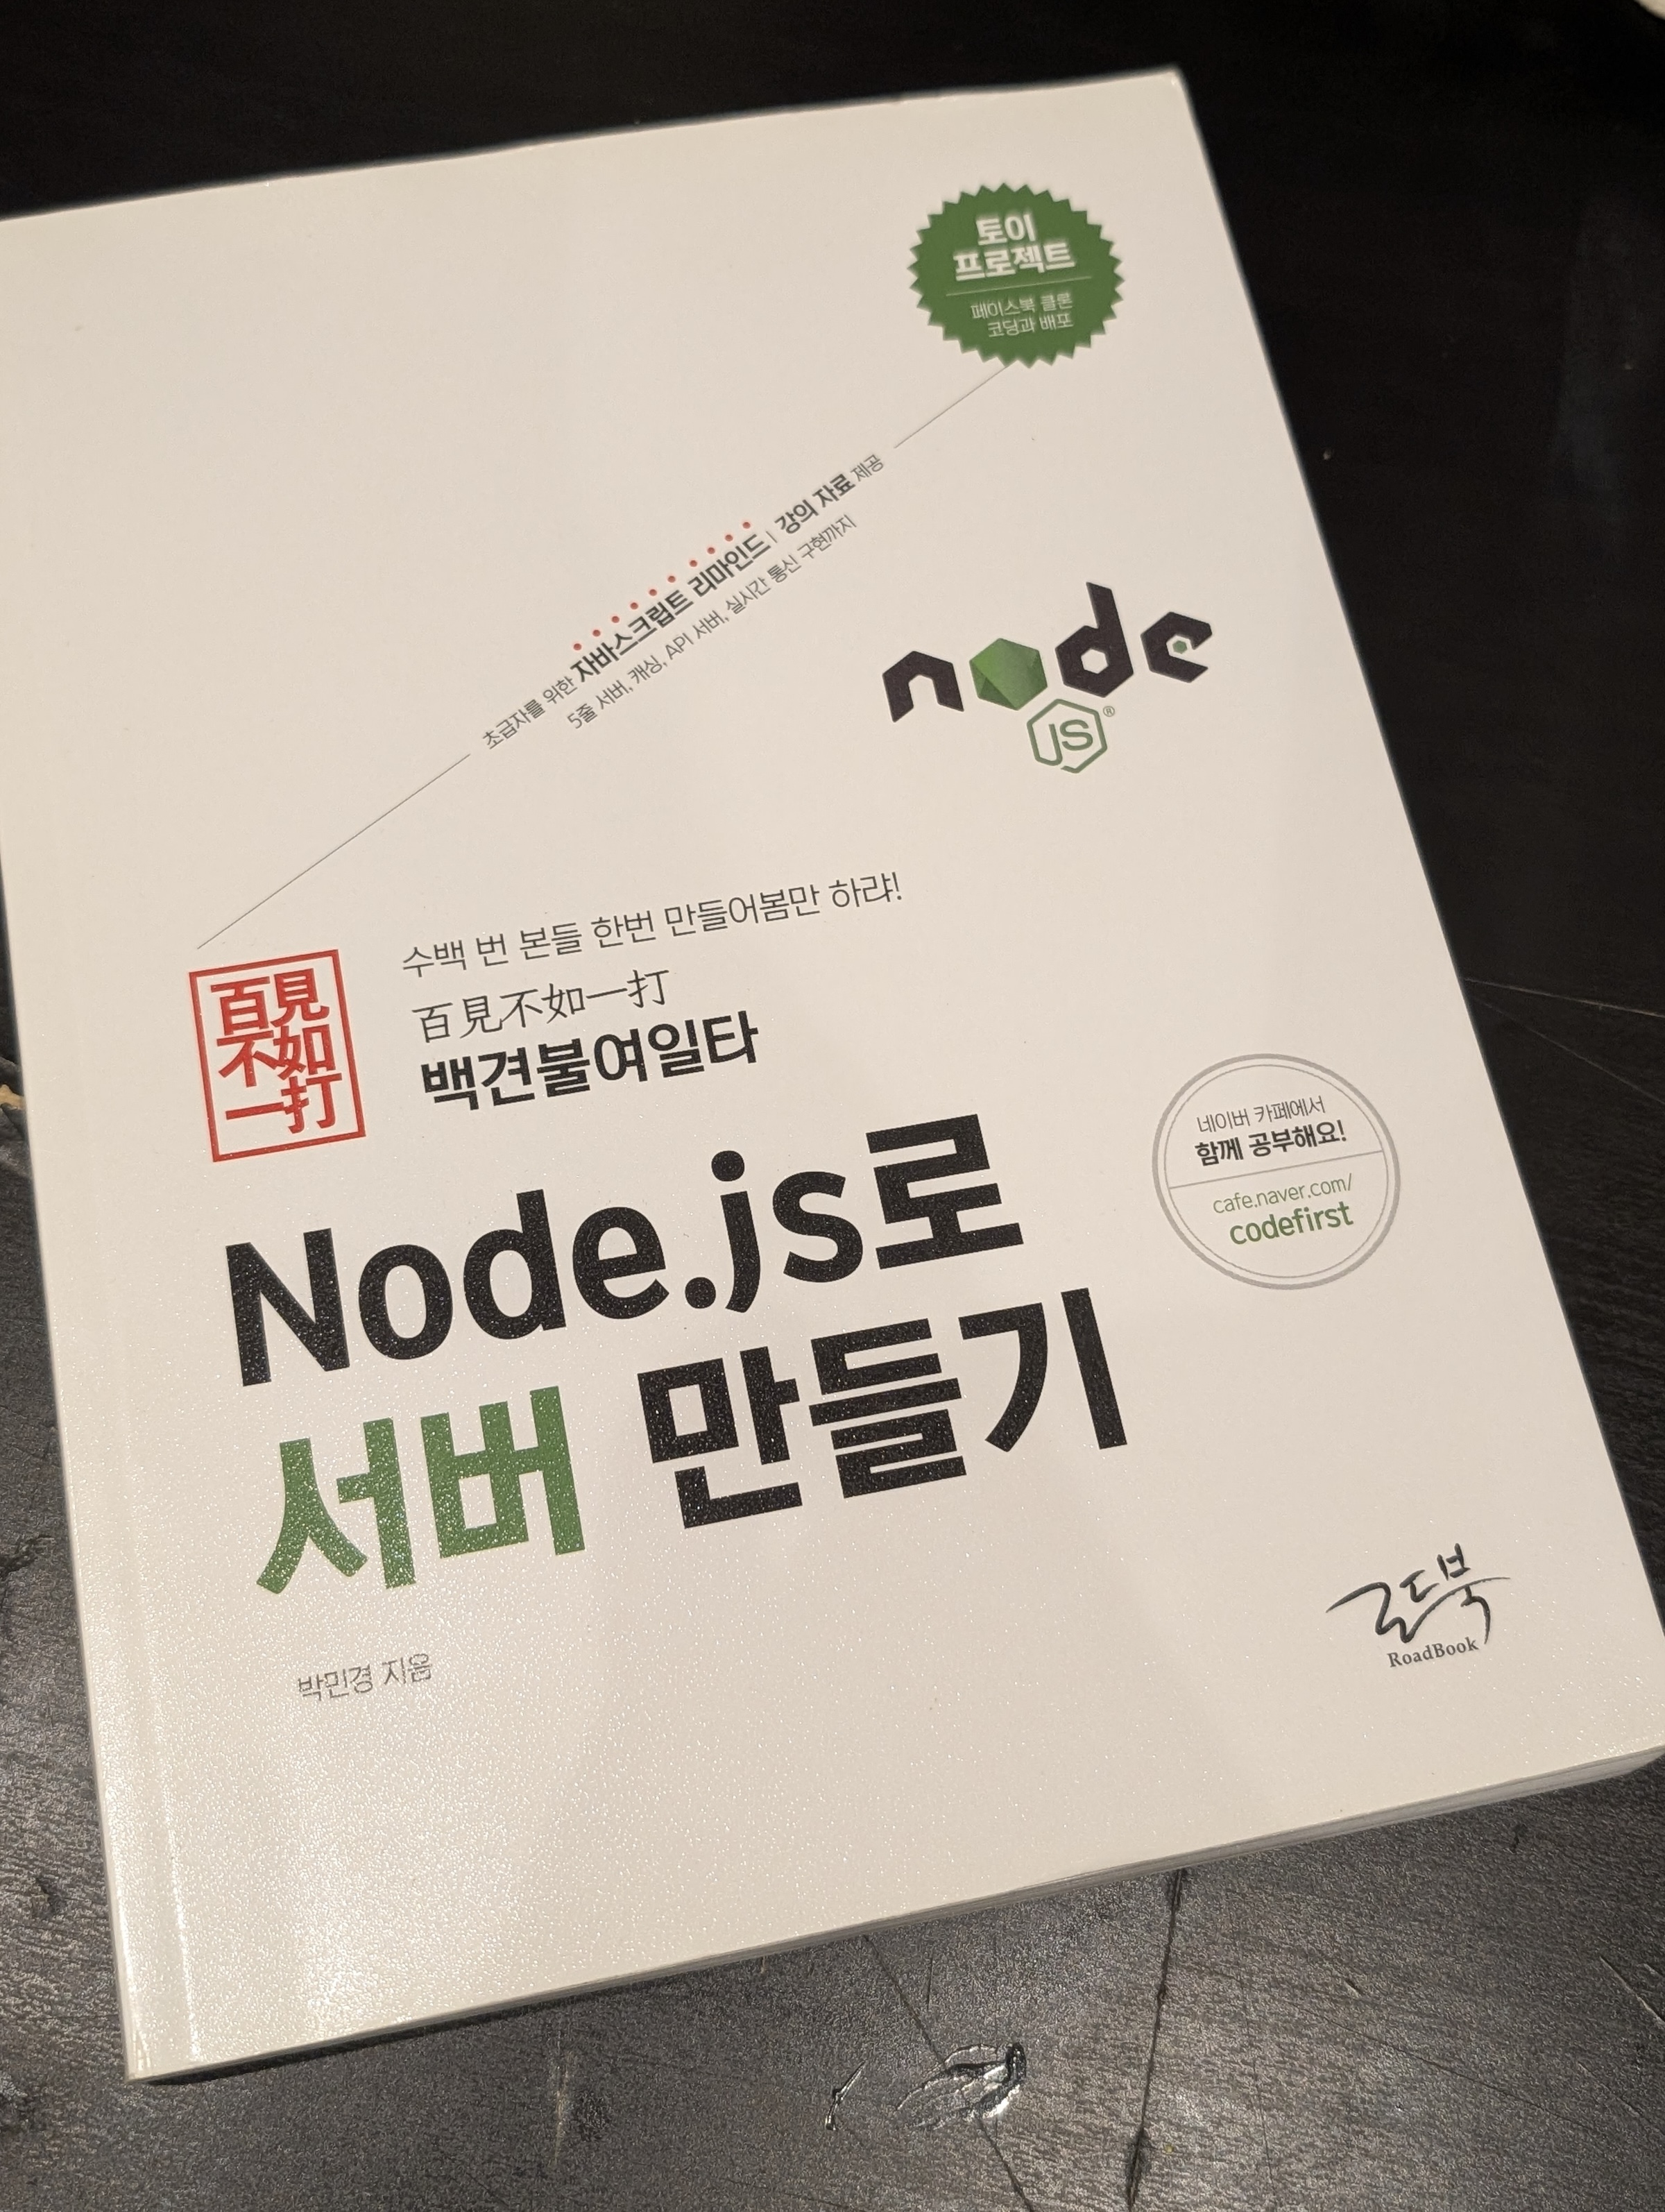 토이
프로젝트
페이스북 클론
코딩과 배포
초급자를 위한 자바스크립트 리마인드 | 강의 자료 제공
5줄 서버, 캐싱, API 서버, 실시간 통신 구현까지
node
JS®
수백 번 본들 한번 만들어봄만 하랴!
百見不如一打
백견불여일타
百見
不如
一打
Node.js로
서버 만들기
네이버 카페에서
함께 공부해요!
cafe.naver.com/
codefirst
박민경 지음
로드북
RoadBook